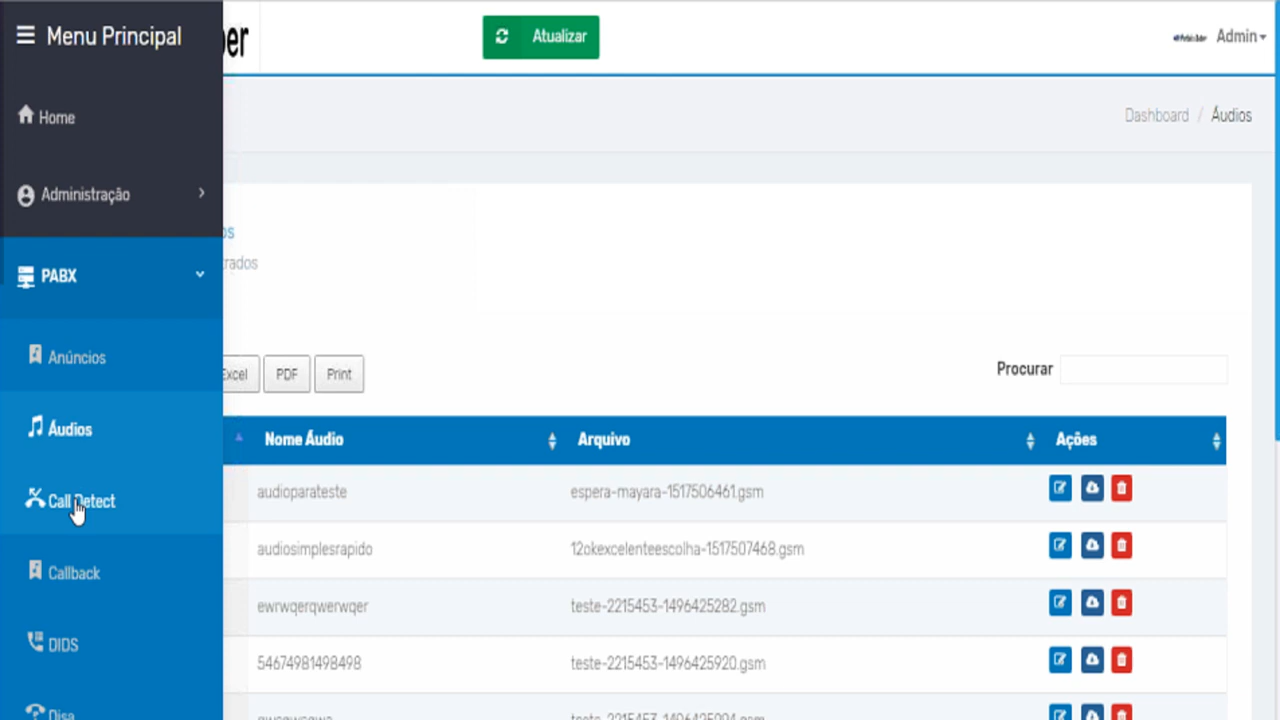 Menu Principal
Atualizar
Admin
Home
Dashboard / Áudios
Administração
PABX
Anúncios
Excel PDF Print
Procurar
Áudios
Nome Áudio Arquivo Ações
Call Detect
audioparateste espera-mayara-1517506461.gsm
audiosimplesrapido 12okexcelenteescolha-1517507468.gsm
Callback
ewrwqerqwerwqer teste-2215453-1496425282.gsm
DIDS
54674981498498 teste-2215453-1496425920.gsm
Disa